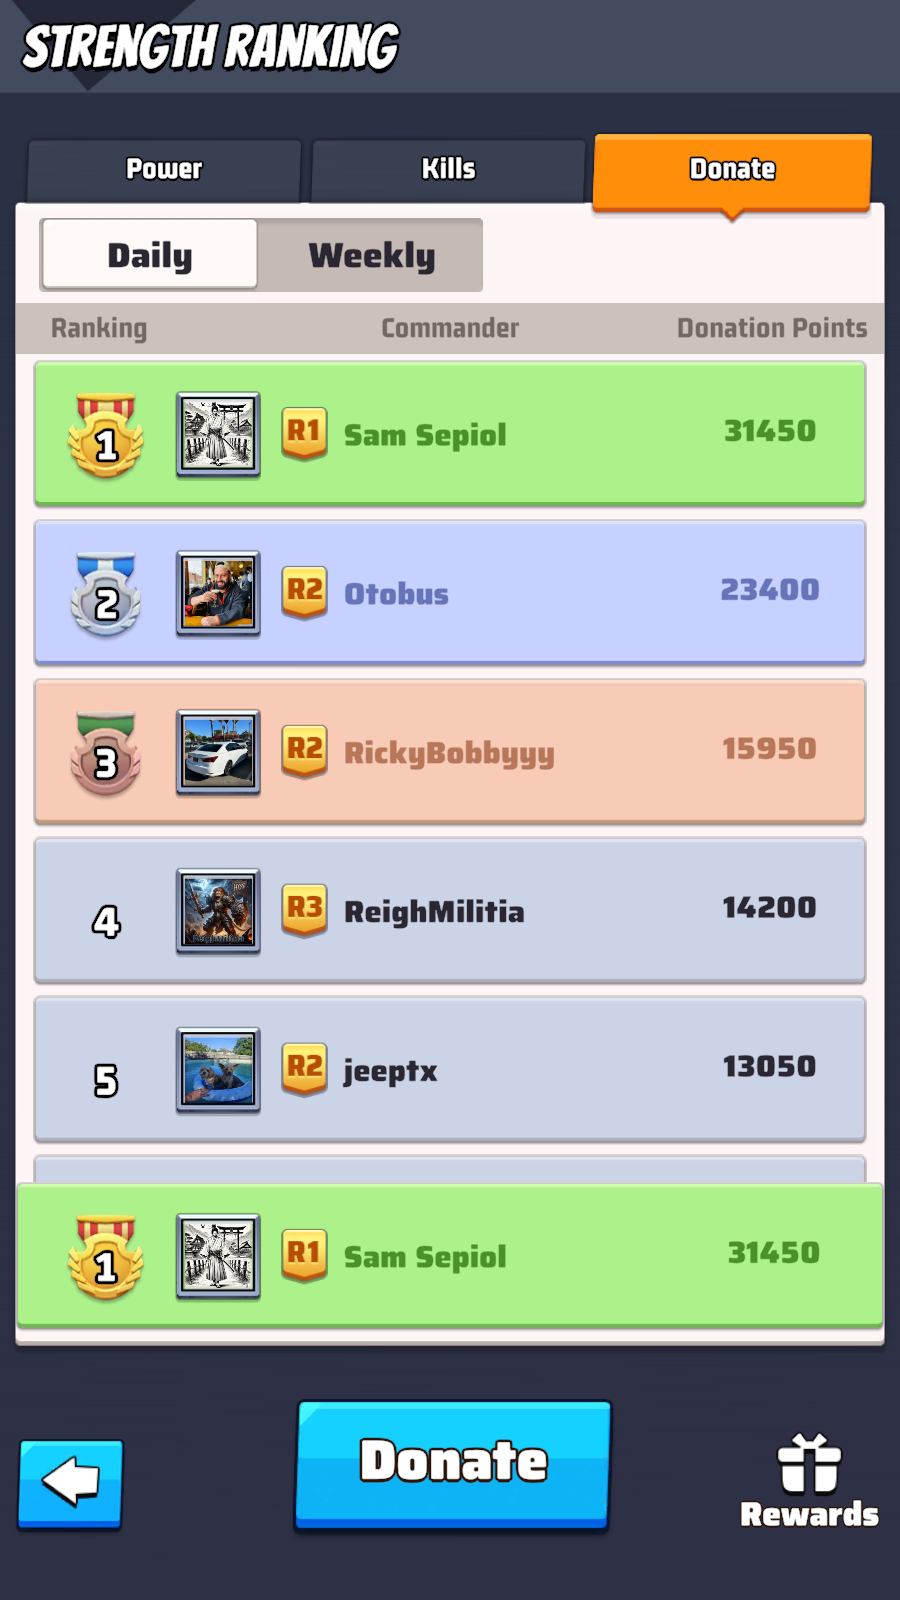 STRENGTH RANKING
Power Kills Donate
Daily Weekly
Ranking Commander Donation Points
1 R1 Sam Sepiol 31450
2 R2 Otobus 23400
3 R2 RickyBobbyyy 15950
4 R3 ReighMilitia 14200
5 R2 jeeptx 13050
1 R1 Sam Sepiol 31450
Donate
Rewards